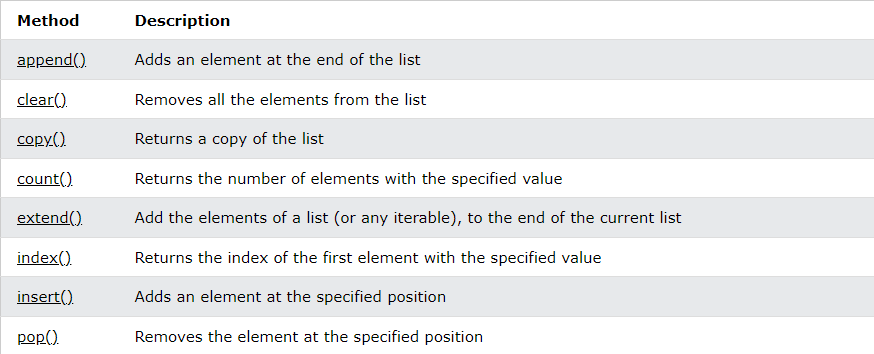 Method Description
append() Adds an element at the end of the list
clear() Removes all the elements from the list
copy() Returns a copy of the list
count() Returns the number of elements with the specified value
extend() Add the elements of a list (or any iterable), to the end of the current list
index() Returns the index of the first element with the specified value
insert() Adds an element at the specified position
pop() Removes the element at the specified position